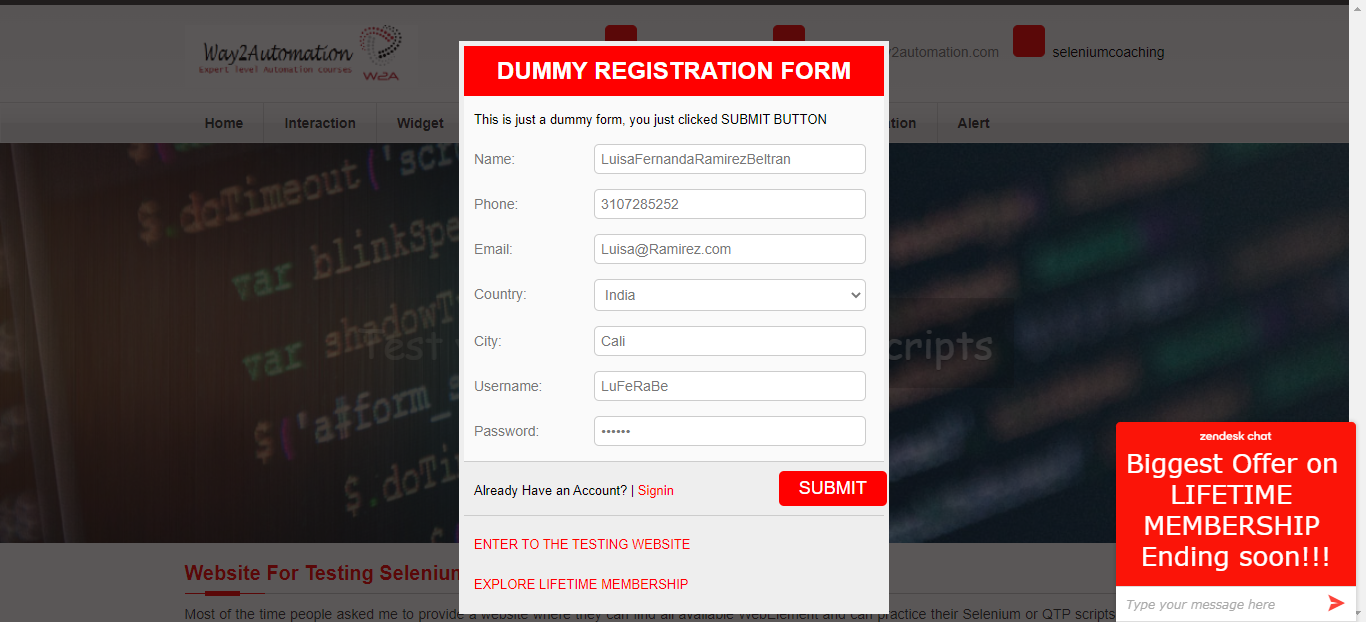 Way2Automation
Expert level Automation courses
W2A
2automation.com
seleniumcoaching
Home
Interaction
Widget
tion
Alert
DUMMY REGISTRATION FORM
This is just a dummy form, you just clicked SUBMIT BUTTON
Name:
LuisaFernandaRamirezBeltran
Phone:
3107285252
Email:
Luisa@Ramirez.com
Country:
India
City:
Cali
Username:
LuFeRaBe
Password:
••••••
Already Have an Account? | Signin
SUBMIT
ENTER TO THE TESTING WEBSITE
EXPLORE LIFETIME MEMBERSHIP
$.doTimeout('scr
var blinkSpe
var shadowT
var
$('a#form_s
$.doTi
Test
cripts
Website For Testing Selenium
Most of the time people asked me to provide a website where they can find all available WebElement and can practice their Selenium or QTP scripts
zendesk chat
Biggest Offer on
LIFETIME
MEMBERSHIP
Ending soon!!!
Type your message here